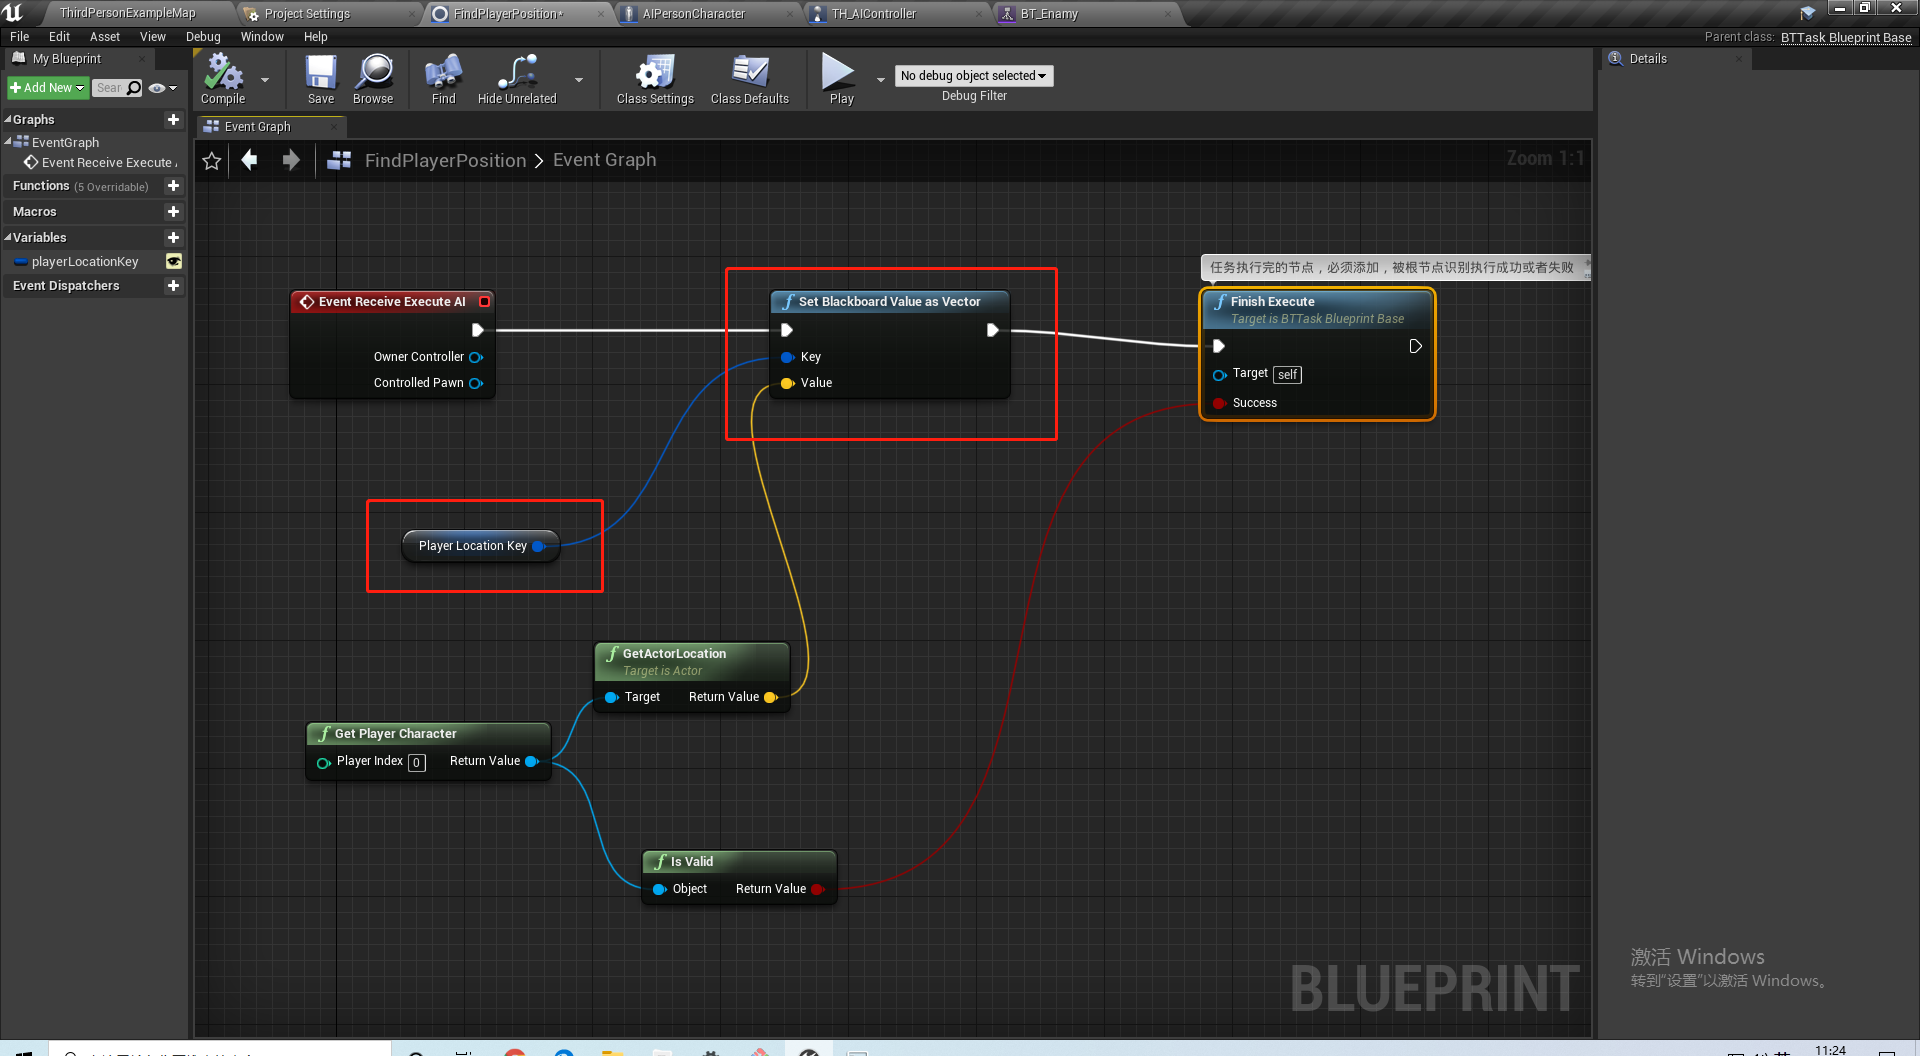 ThirdPersonExampleMap
Project Settings
FindPlayerPosition*
AIPersonCharacter
TH_AIController
BT_Enamy
File Edit Asset View Debug Window Help
Parent class: BTTask Blueprint Base
My Blueprint
Details
Add New
Sear
Compile
Save
Browse
Find
Hide Unrelated
Class Settings
Class Defaults
Play
No debug object selected
Debug Filter
Graphs
EventGraph
Event Receive Execute A
Functions (5 Overridable)
Macros
Variables
playerLocationKey
Event Dispatchers
Event Graph
FindPlayerPosition > Event Graph
Zoom 1:1
任务执行完的节点，必须添加，被根节点识别执行成功或者失败
Event Receive Execute AI
Owner Controller
Controlled Pawn
Set Blackboard Value as Vector
Key
Value
Finish Execute
Target is BTTask Blueprint Base
Target self
Success
Player Location Key
GetActorLocation
Target is Actor
Target Return Value
Get Player Character
Player Index 0 Return Value
Is Valid
Object Return Value
BLUEPRINT
激活 Windows
转到“设置”以激活 Windows。
11:24